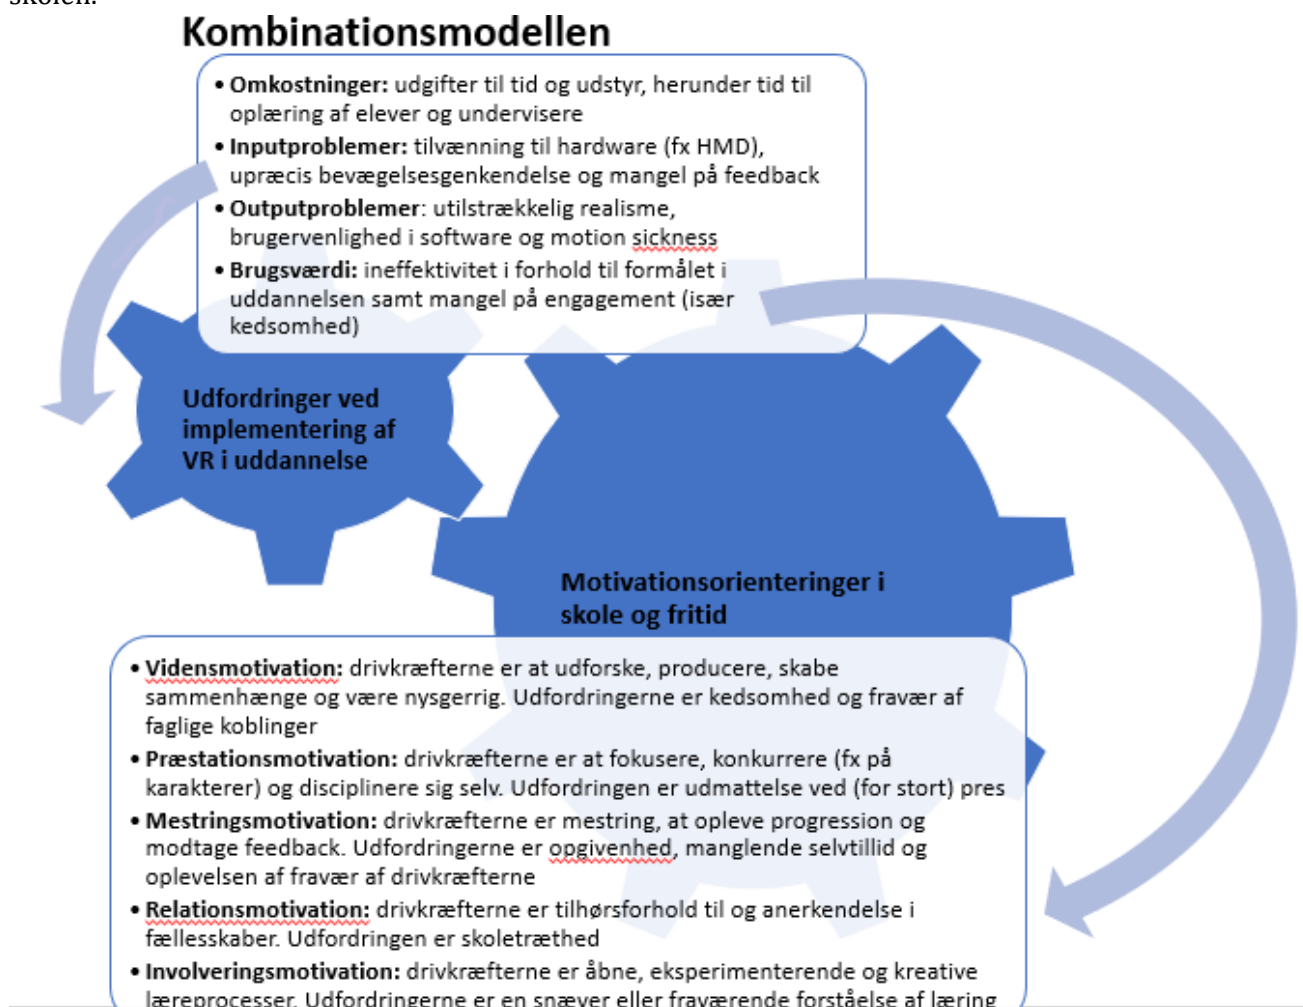 skolen.
Kombinationsmodellen
• Omkostninger: udgifter til tid og udstyr, herunder tid til
oplæring af elever og undervisere
• Inputproblemer: tilvænning til hardware (fx HMD),
upræcis bevægelsesgenkendelse og mangel på feedback
• Outputproblemer: utilstrækkelig realisme,
brugervenlighed i software og motion sickness
• Brugsværdi: ineffektivitet i forhold til formålet i
uddannelsen samt mangel på engagement (især
kedsomhed)
Udfordringer ved
implementering af
VR i uddannelse
Motivationsorienteringer i
skole og fritid
• Vidensmotivation: drivkræfterne er at udforske, producere, skabe
sammenhænge og være nysgerrig. Udfordringerne er kedsomhed og fravær af
faglige koblinger
• Præstationsmotivation: drivkræfterne er at fokusere, konkurrere (fx på
karakterer) og disciplinere sig selv. Udfordringen er udmattelse ved (for stort) pres
• Mestringsmotivation: drivkræfterne er mestring, at opleve progression og
modtage feedback. Udfordringerne er opgivenhed, manglende selvtillid og
oplevelsen af fravær af drivkræfterne
• Relationsmotivation: drivkræfterne er tilhørsforhold til og anerkendelse i
fællesskaber. Udfordringen er skoletræthed
• Involveringsmotivation: drivkræfterne er åbne, eksperimenterende og kreative
læreprocesser. Udfordringerne er en snæver eller fraværende forståelse af læring